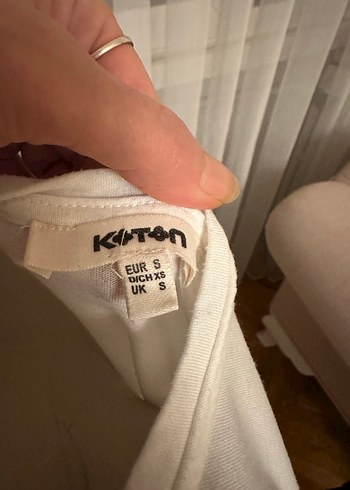 KOTON
EUR S
D/CH XS
UK S